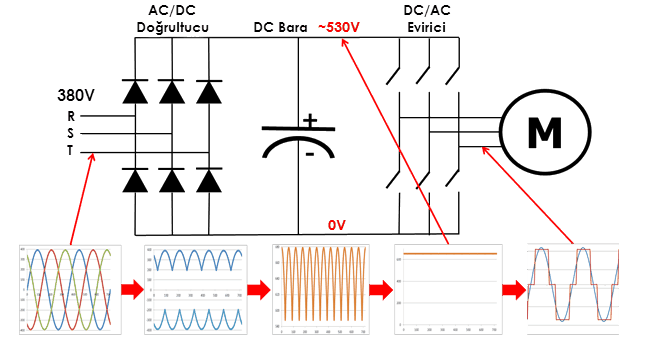 AC/DC
Doğrultucu
DC Bara
~530V
DC/AC
Evirici
380V
R
S
T
+
-
M
0V